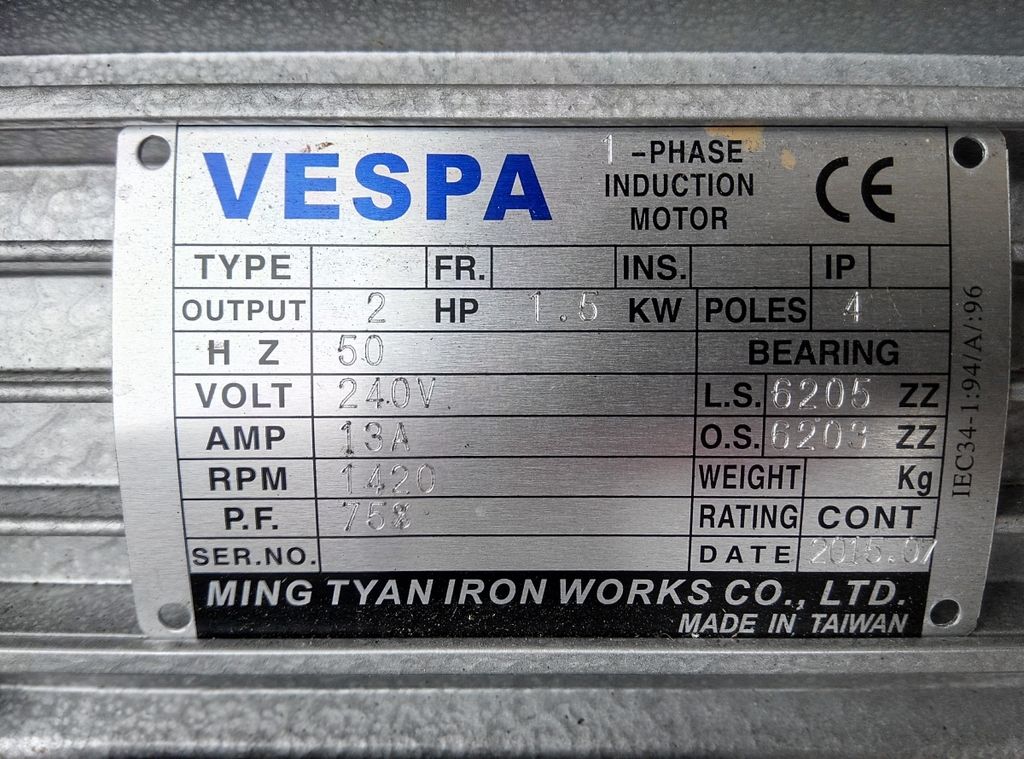 VESPA
1 -PHASE
INDUCTION
MOTOR
CE
TYPE FR. INS. IP
OUTPUT 2 HP 1.5 KW POLES 4
H Z 50 BEARING
VOLT 240V L.S. 6205 ZZ
AMP 13A O.S. 6203 ZZ
RPM 1420 WEIGHT Kg
P.F. 75% RATING CONT
SER.NO. DATE 2015.07
MING TYAN IRON WORKS CO., LTD.
MADE IN TAIWAN
IEC34-1:94/A/:96